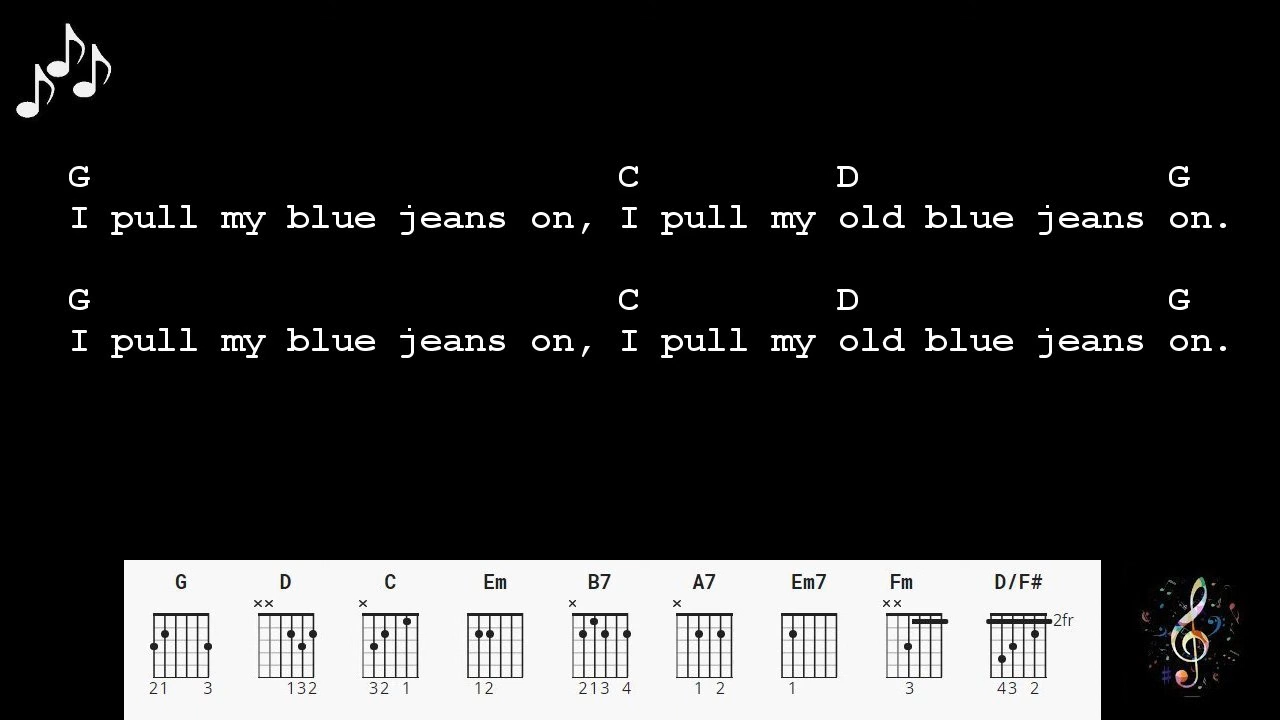 G C D G
I pull my blue jeans on, I pull my old blue jeans on.
G C D G
I pull my blue jeans on, I pull my old blue jeans on.
G D C Em B7 A7 Em7 Fm D/F#
×× × × × ××
2fr
21 3 132 32 1 12 213 4 1 2 1 3 43 2